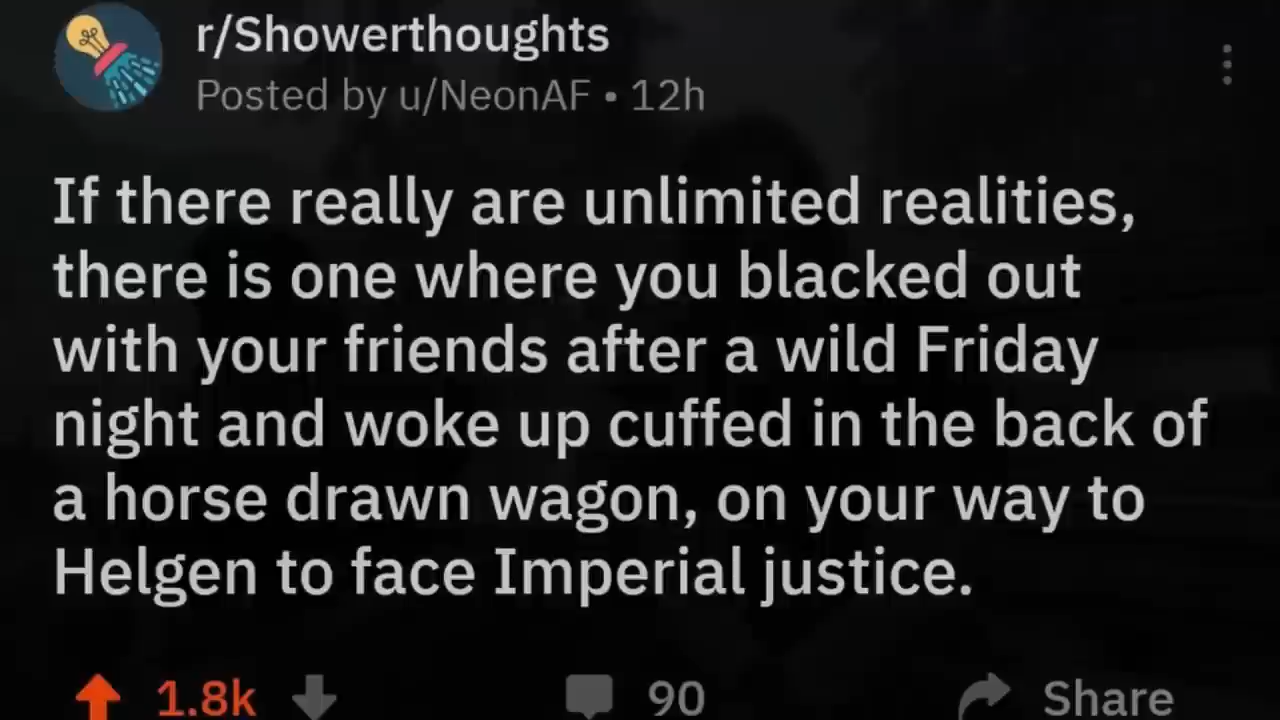 r/Showerthoughts
Posted by u/NeonAF • 12h
If there really are unlimited realities,
there is one where you blacked out
with your friends after a wild Friday
night and woke up cuffed in the back of
a horse drawn wagon, on your way to
Helgen to face Imperial justice.
1.8k 90 Share